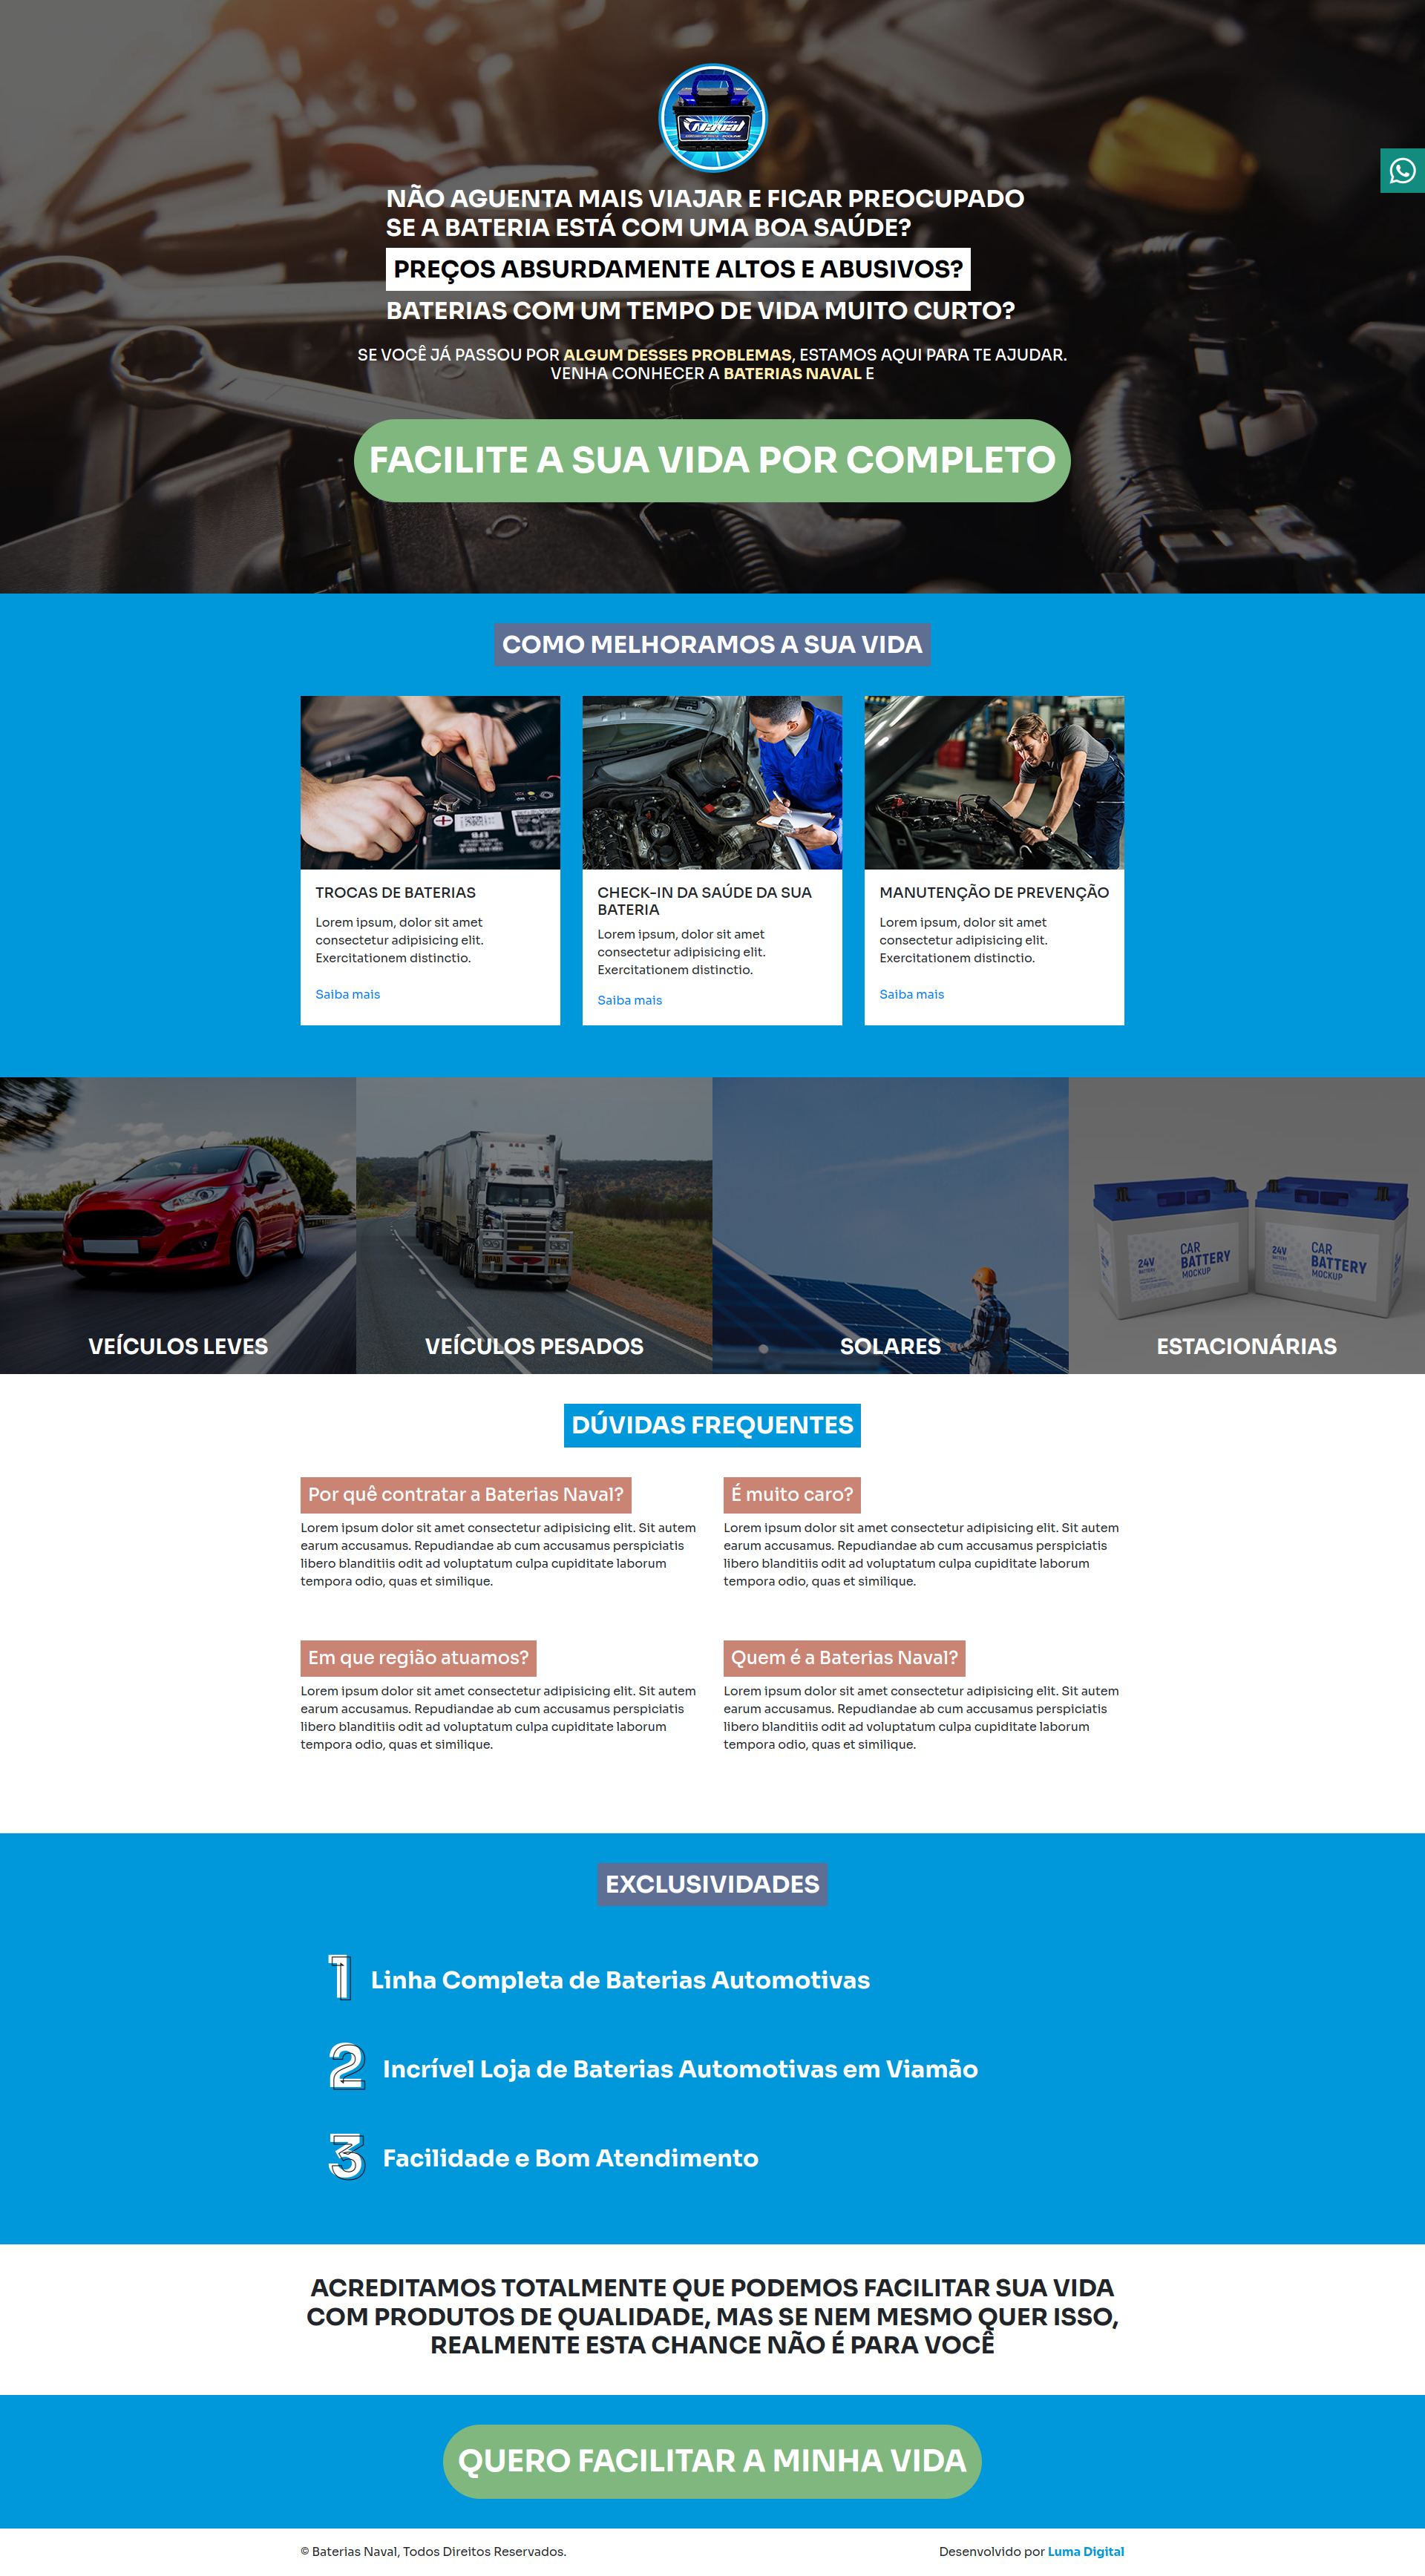 Naval
NÃO AGUENTA MAIS VIAJAR E FICAR PREOCUPADO
SE A BATERIA ESTÁ COM UMA BOA SAÚDE?
PREÇOS ABSURDAMENTE ALTOS E ABUSIVOS?
BATERIAS COM UM TEMPO DE VIDA MUITO CURTO?
SE VOCÊ JÁ PASSOU POR ALGUM DESSES PROBLEMAS, ESTAMOS AQUI PARA TE AJUDAR.
VENHA CONHECER A BATERIAS NAVAL E
FACILITE A SUA VIDA POR COMPLETO
COMO MELHORAMOS A SUA VIDA
TROCAS DE BATERIAS
Lorem ipsum, dolor sit amet
consectetur adipisicing elit.
Exercitationem distinctio.
Saiba mais
CHECK-IN DA SAÚDE DA SUA
BATERIA
Lorem ipsum, dolor sit amet
consectetur adipisicing elit.
Exercitationem distinctio.
Saiba mais
MANUTENÇÃO DE PREVENÇÃO
Lorem ipsum, dolor sit amet
consectetur adipisicing elit.
Exercitationem distinctio.
Saiba mais
24V
CAR
BATTERY
MOCKUP
24V
CAR
BATTERY
MOCKUP
VEÍCULOS LEVES
VEÍCULOS PESADOS
SOLARES
ESTACIONÁRIAS
DÚVIDAS FREQUENTES
Por quê contratar a Baterias Naval?
Lorem ipsum dolor sit amet consectetur adipisicing elit. Sit autem
earum accusamus. Repudiandae ab cum accusamus perspiciatis
libero blanditiis odit ad voluptatum culpa cupiditate laborum
tempora odio, quas et similique.
É muito caro?
Lorem ipsum dolor sit amet consectetur adipisicing elit. Sit autem
earum accusamus. Repudiandae ab cum accusamus perspiciatis
libero blanditiis odit ad voluptatum culpa cupiditate laborum
tempora odio, quas et similique.
Em que região atuamos?
Lorem ipsum dolor sit amet consectetur adipisicing elit. Sit autem
earum accusamus. Repudiandae ab cum accusamus perspiciatis
libero blanditiis odit ad voluptatum culpa cupiditate laborum
tempora odio, quas et similique.
Quem é a Baterias Naval?
Lorem ipsum dolor sit amet consectetur adipisicing elit. Sit autem
earum accusamus. Repudiandae ab cum accusamus perspiciatis
libero blanditiis odit ad voluptatum culpa cupiditate laborum
tempora odio, quas et similique.
EXCLUSIVIDADES
1 Linha Completa de Baterias Automotivas
2 Incrível Loja de Baterias Automotivas em Viamão
3 Facilidade e Bom Atendimento
ACREDITAMOS TOTALMENTE QUE PODEMOS FACILITAR SUA VIDA
COM PRODUTOS DE QUALIDADE, MAS SE NEM MESMO QUER ISSO,
REALMENTE ESTA CHANCE NÃO É PARA VOCÊ
QUERO FACILITAR A MINHA VIDA
© Baterias Naval, Todos Direitos Reservados.
Desenvolvido por Luma Digital